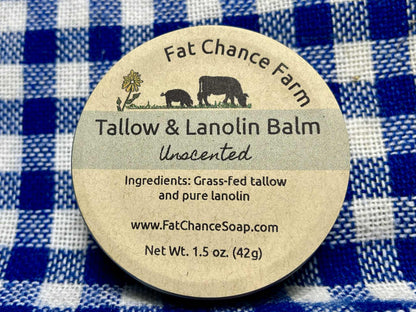 Fat Chance Farm
Tallow & Lanolin Balm
Unscented
Ingredients: Grass-fed tallow
and pure lanolin
www.FatChanceSoap.com
Net Wt. 1.5 oz. (42g)